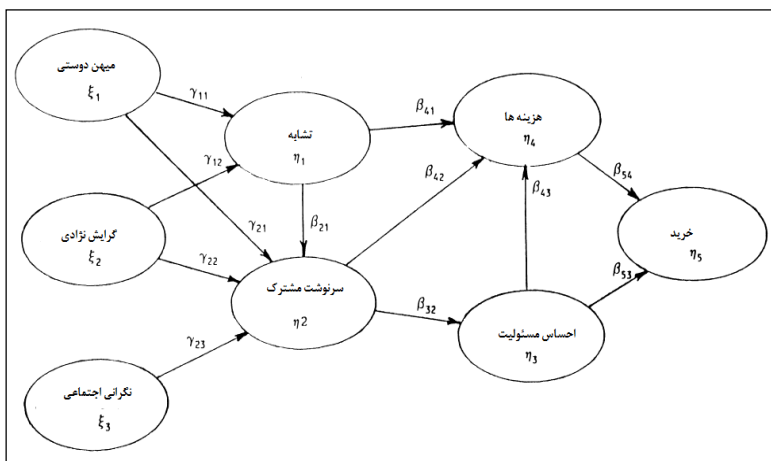 میهن دوستی
ξ1
γ11
تشابه
η1
β41
هزینه ها
η4
γ12
β42
β54
β43
گرایش نژادی
ξ2
γ21
β21
خرید
η5
γ22
سرنوشت مشترک
η2
β53
β32
احساس مسئولیت
η3
γ23
نگرانی اجتماعی
ξ3